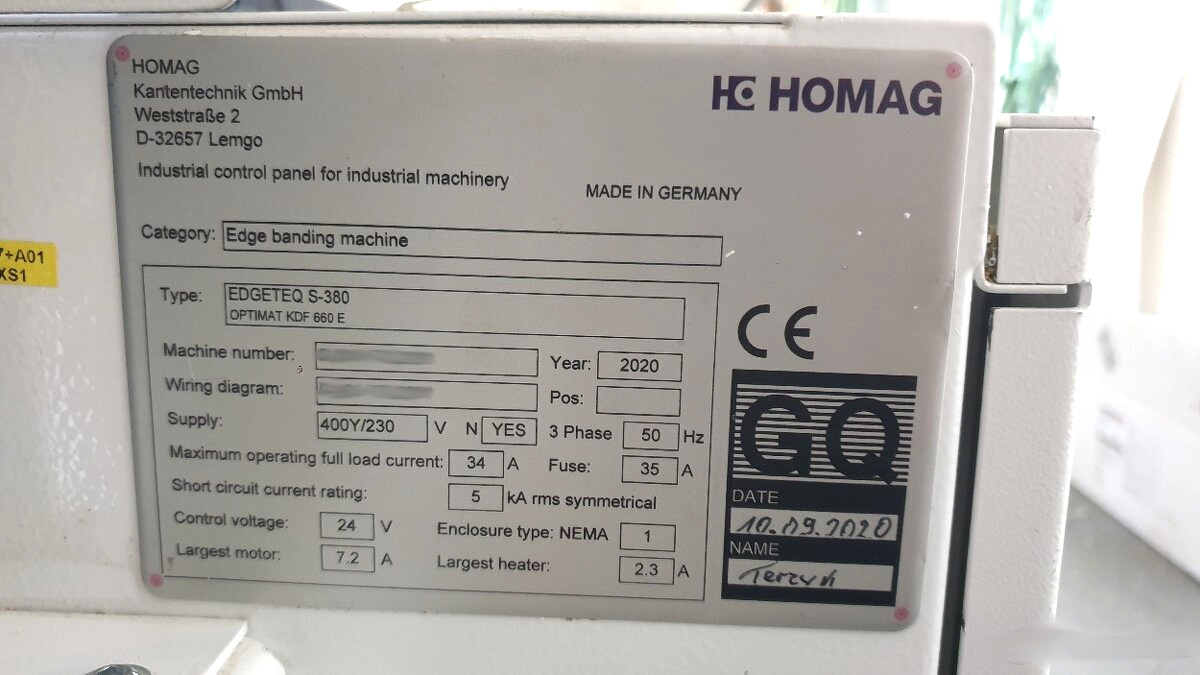 HOMAG
Kantentechnik GmbH
Weststraße 2
D-32657 Lemgo
HOMAG
Industrial control panel for industrial machinery
MADE IN GERMANY
Category: Edge banding machine
Type: EDGETEQ S-380
OPTIMAT KDF 660 E
Machine number: Year: 2020
Wiring diagram: Pos:
Supply: 400Y/230 V N YES 3 Phase 50 Hz
Maximum operating full load current: 34 A Fuse: 35 A
Short circuit current rating: 5 kA rms symmetrical
Control voltage: 24 V Enclosure type: NEMA 1
Largest motor: 7.2 A Largest heater: 2.3 A
CE
GQ
DATE
10.09.2020
NAME
7+A01
XS1